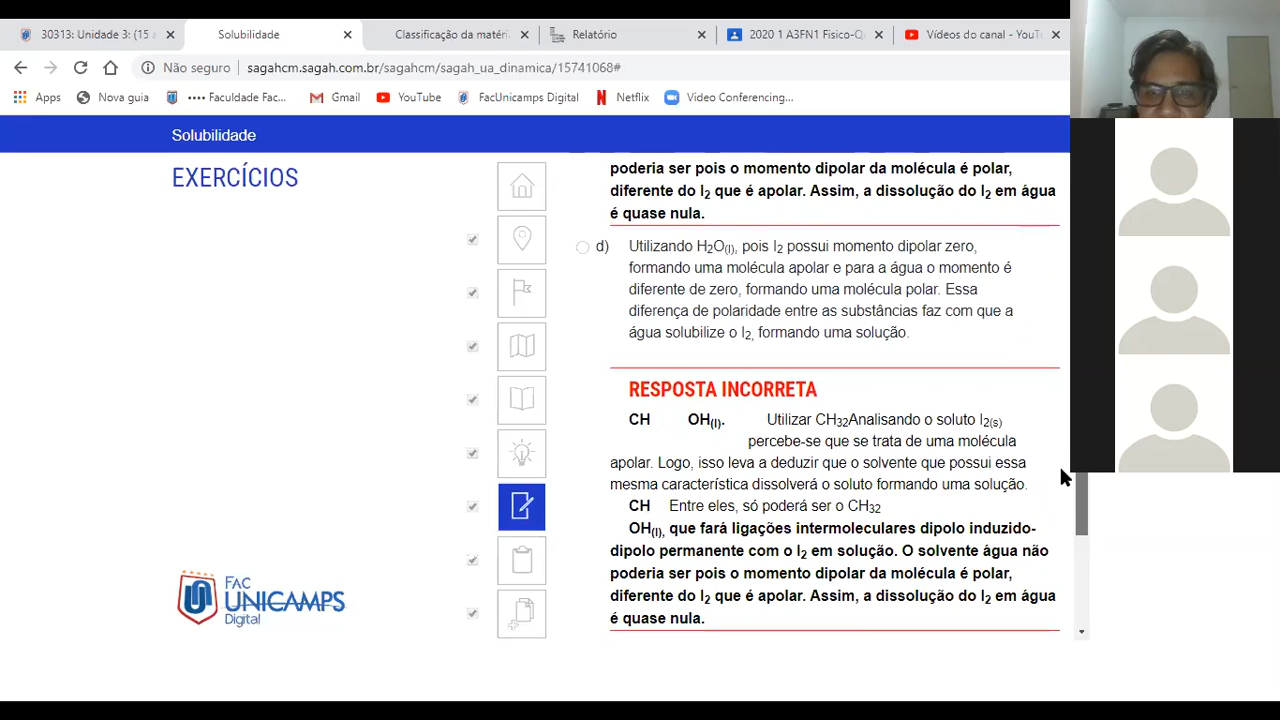 30313: Unidade 3: (15 a
Solubilidade
Classificação da matéri
Relatório
2020 1 A3FN1 Fisico-Q
Vídeos do canal - YouT
Não seguro
sagahcm.sagah.com.br/sagahcm/sagah_ua_dinamica/15741068#
Apps
Nova guia
•••• Faculdade Fac...
Gmail
YouTube
FacUnicamps Digital
Netflix
Video Conferencing...
Solubilidade
EXERCÍCIOS
poderia ser pois o momento dipolar da molécula é polar,
diferente do I2 que é apolar. Assim, a dissolução do I2 em água
é quase nula.
d) Utilizando H2O(l), pois I2 possui momento dipolar zero,
formando uma molécula apolar e para a água o momento é
diferente de zero, formando uma molécula polar. Essa
diferença de polaridade entre as substâncias faz com que a
água solubilize o I2, formando uma solução.
RESPOSTA INCORRETA
CH OH(l). Utilizar CH32Analisando o soluto I2(s)
percebe-se que se trata de uma molécula
apolar. Logo, isso leva a deduzir que o solvente que possui essa
mesma característica dissolverá o soluto formando uma solução.
CH Entre eles, só poderá ser o CH32
OH(l), que fará ligações intermoleculares dipolo induzido-
dipolo permanente com o I2 em solução. O solvente água não
poderia ser pois o momento dipolar da molécula é polar,
diferente do I2 que é apolar. Assim, a dissolução do I2 em água
é quase nula.
FAC
UNICAMPS
Digital